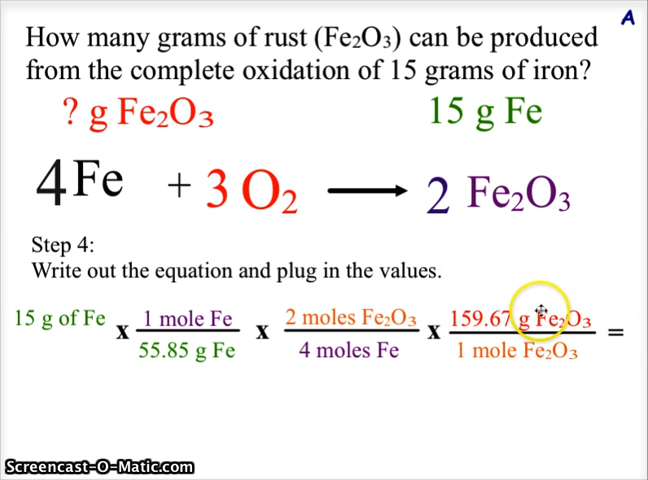 A
How many grams of rust (Fe₂O₃) can be produced
from the complete oxidation of 15 grams of iron?
? g Fe₂O₃ 15 g Fe
4 Fe + 3 O₂ ⟶ 2 Fe₂O₃
Step 4:
Write out the equation and plug in the values.
15 g of Fe x 1 mole Fe x 2 moles Fe₂O₃ x 159.67 g Fe₂O₃ =
55.85 g Fe 4 moles Fe 1 mole Fe₂O₃
Screencast-O-Matic.com